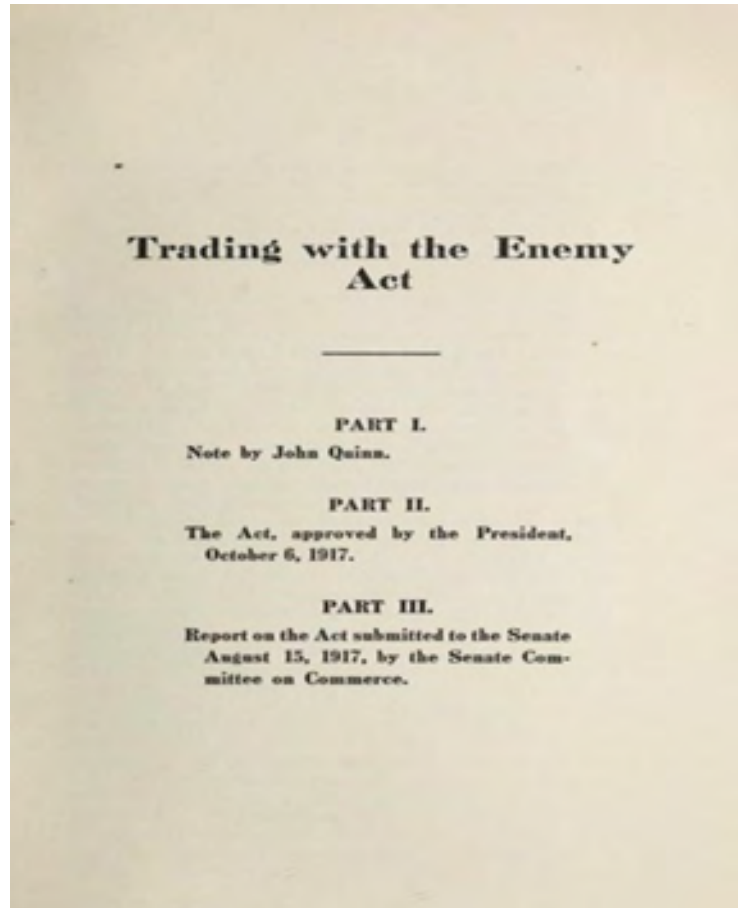 Trading with the Enemy
Act
PART I.
Note by John Quinn.
PART II.
The Act, approved by the President,
October 6, 1917.
PART III.
Report on the Act submitted to the Senate
August 15, 1917, by the Senate Com-
mittee on Commerce.